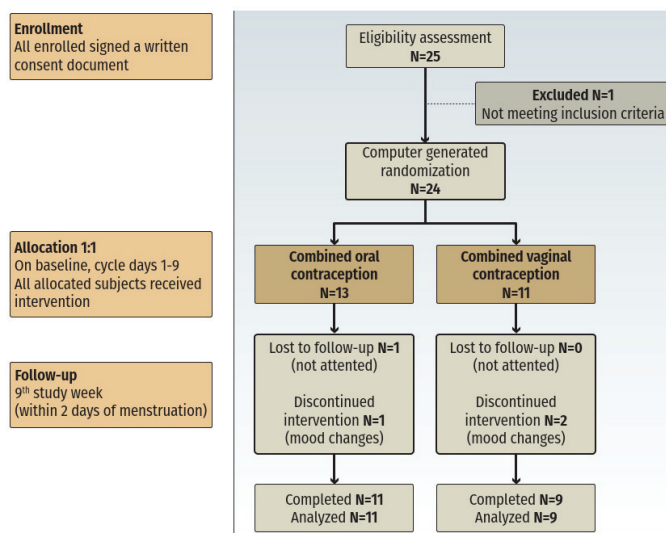 Enrollment
All enrolled signed a written
consent document
Eligibility assessment
N=25
Excluded N=1
Not meeting inclusion criteria
Computer generated
randomization
N=24
Allocation 1:1
On baseline, cycle days 1-9
All allocated subjects received
intervention
Combined oral
contraception
N=13
Combined vaginal
contraception
N=11
Follow-up
9th study week
(within 2 days of menstruation)
Lost to follow-up N=1
(not attented)
Discontinued
intervention N=1
(mood changes)
Lost to follow-up N=0
(not attented)
Discontinued
intervention N=2
(mood changes)
Completed N=11
Analyzed N=11
Completed N=9
Analyzed N=9